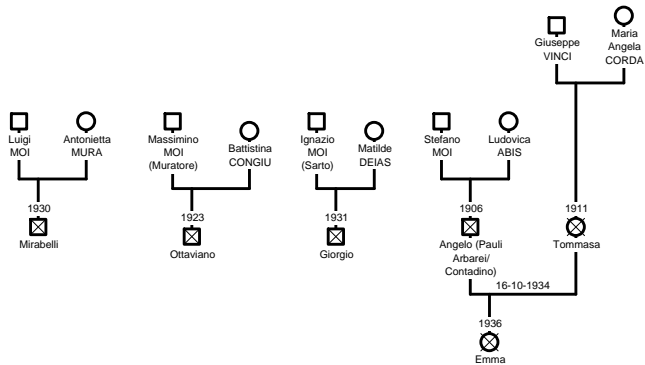 Giuseppe
VINCI
Maria
Angela
CORDA
Luigi
MOI
Antonietta
MURA
Massimino
MOI
(Muratore)
Battistina
CONGIU
Ignazio
MOI
(Sarto)
Matilde
DEIAS
Stefano
MOI
Ludovica
ABIS
1930
Mirabelli
1923
Ottaviano
1931
Giorgio
1906
Angelo (Pauli
Arbarei/
Contadino)
1911
Tommasa
16-10-1934
1936
Emma